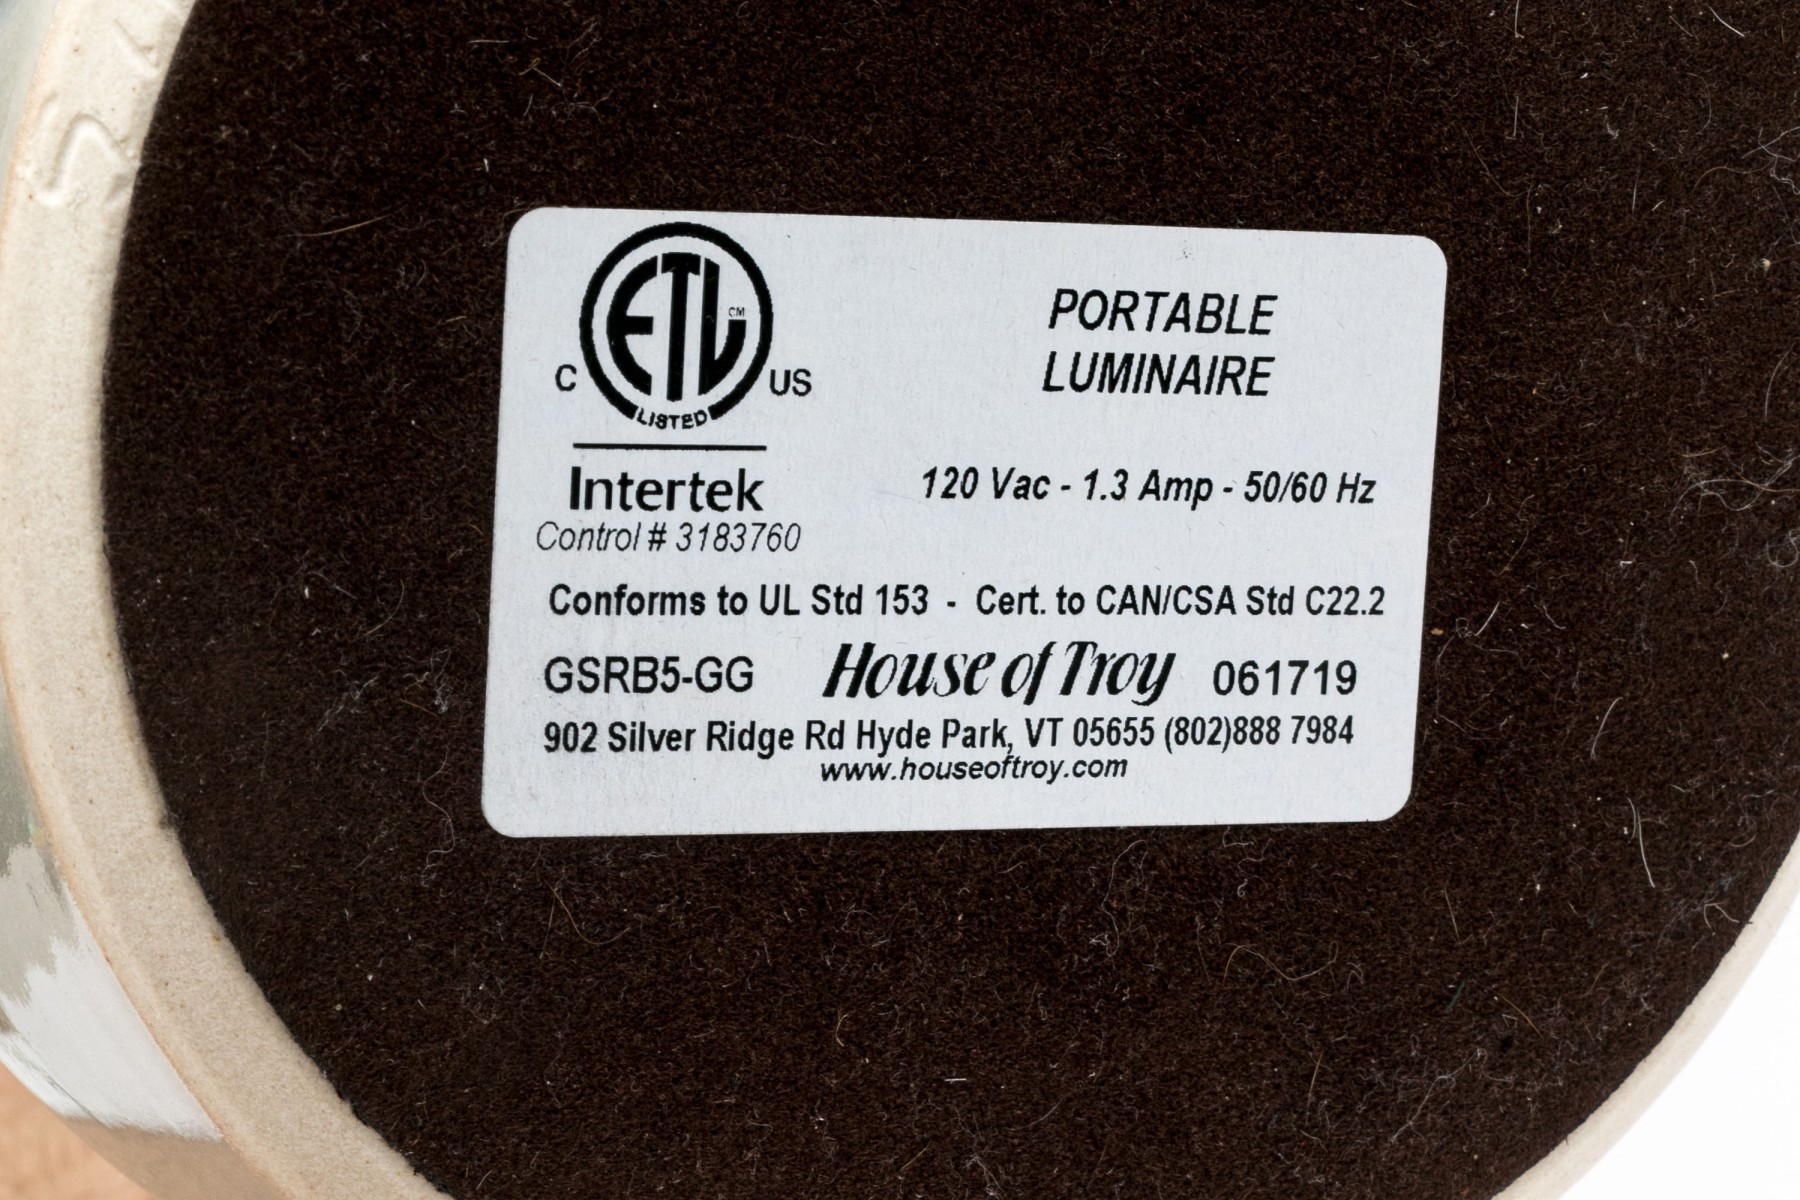 ETL CM
C US
LISTED
Intertek
Control # 3183760
PORTABLE
LUMINAIRE
120 Vac - 1.3 Amp - 50/60 Hz
Conforms to UL Std 153 - Cert. to CAN/CSA Std C22.2
GSRB5-GG House of Troy 061719
902 Silver Ridge Rd Hyde Park, VT 05655 (802)888 7984
www.houseoftroy.com